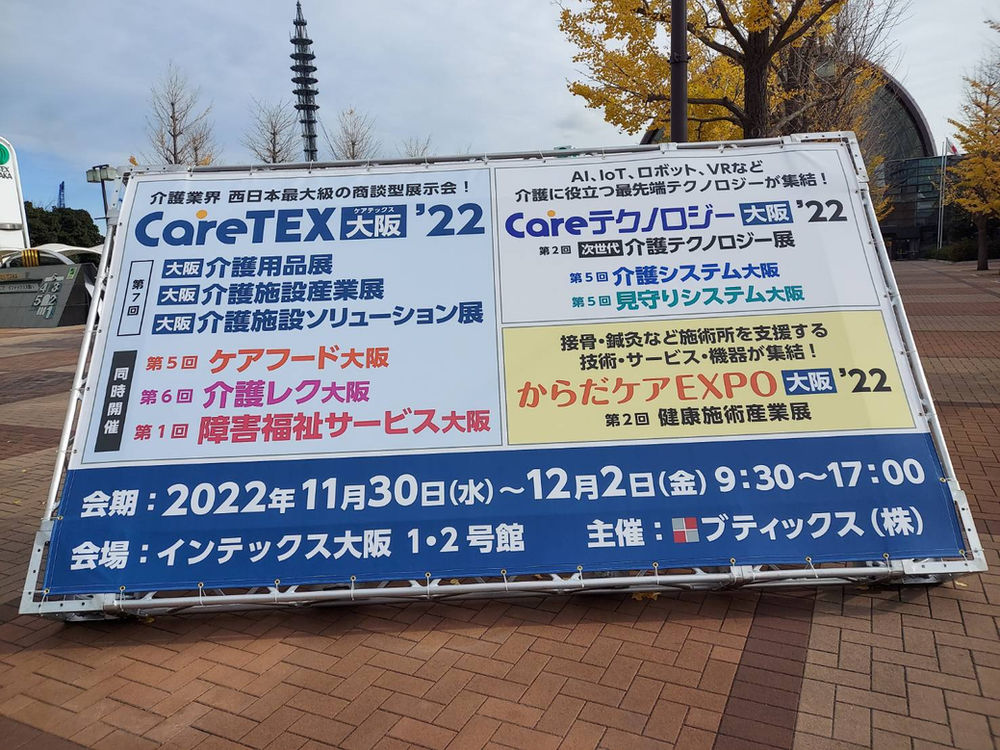 介護業界 西日本最大級の商談型展示会！
ケアテックス
CareTEX 大阪 '22
第7回
大阪 介護用品展
大阪 介護施設産業展
大阪 介護施設ソリューション展
同時開催
第5回 ケアフード大阪
第6回 介護レク大阪
第1回 障害福祉サービス大阪
AI、IoT、ロボット、VRなど
介護に役立つ最先端テクノロジーが集結！
Careテクノロジー 大阪 '22
第2回 次世代 介護テクノロジー展
第5回 介護システム大阪
第5回 見守りシステム大阪
接骨・鍼灸など施術所を支援する
技術・サービス・機器が集結！
からだケアEXPO 大阪 '22
第2回 健康施術産業展
会期：2022年11月30日(水)～12月2日(金) 9：30～17：00
会場：インテックス大阪 1・2号館
主催：ブティックス(株)